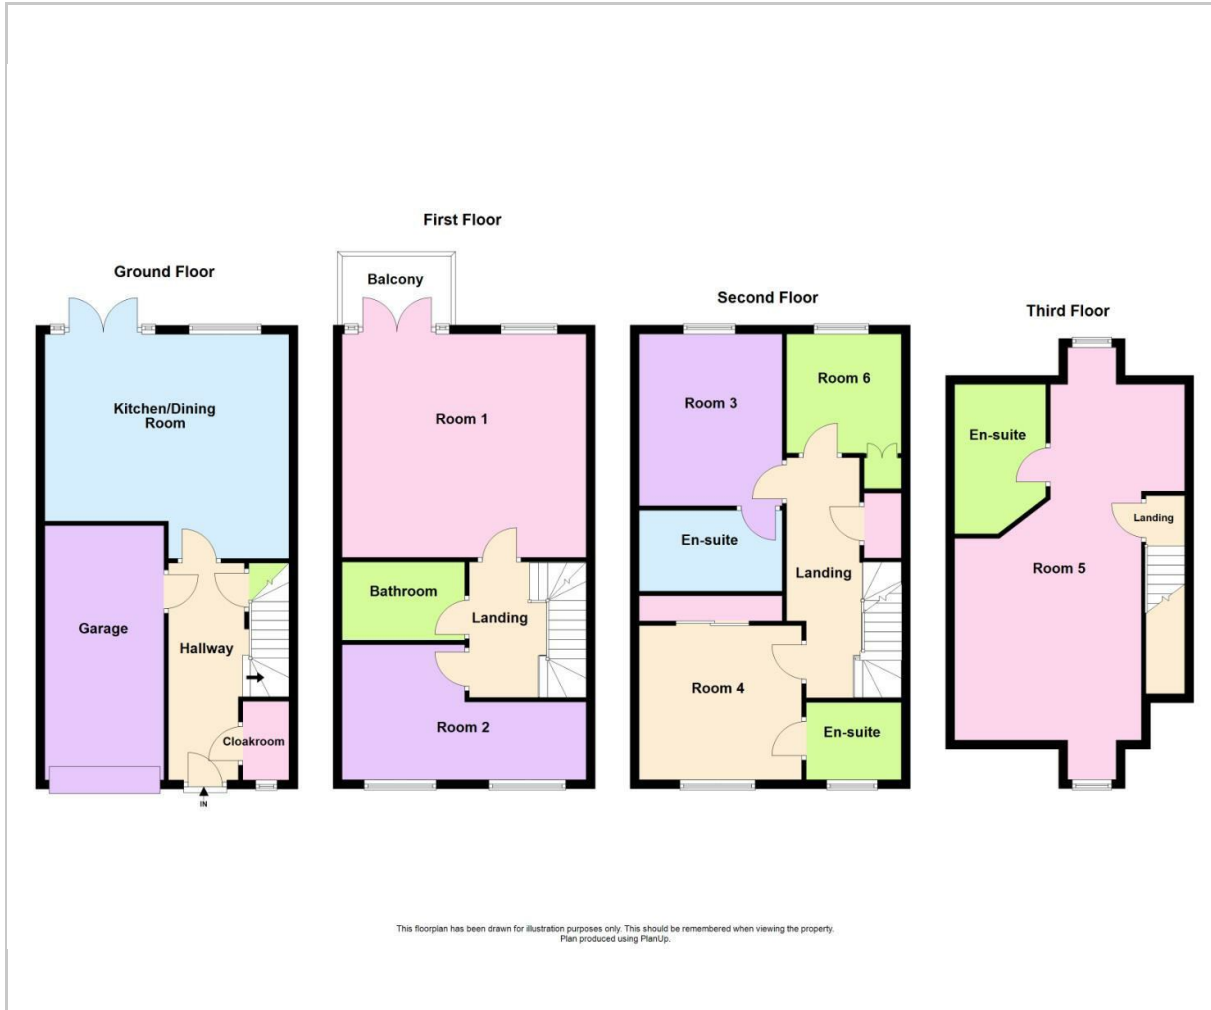 Ground Floor
Kitchen/Dining
Room
Garage
Hallway
Cloakroom
IN
First Floor
Balcony
Room 1
Bathroom
Landing
Room 2
Second Floor
Room 3
Room 6
En-suite
Landing
Room 4
En-suite
Third Floor
En-suite
Landing
Room 5
This floorplan has been drawn for illustration purposes only. This should be remembered when viewing the property.
Plan produced using PlanUp.